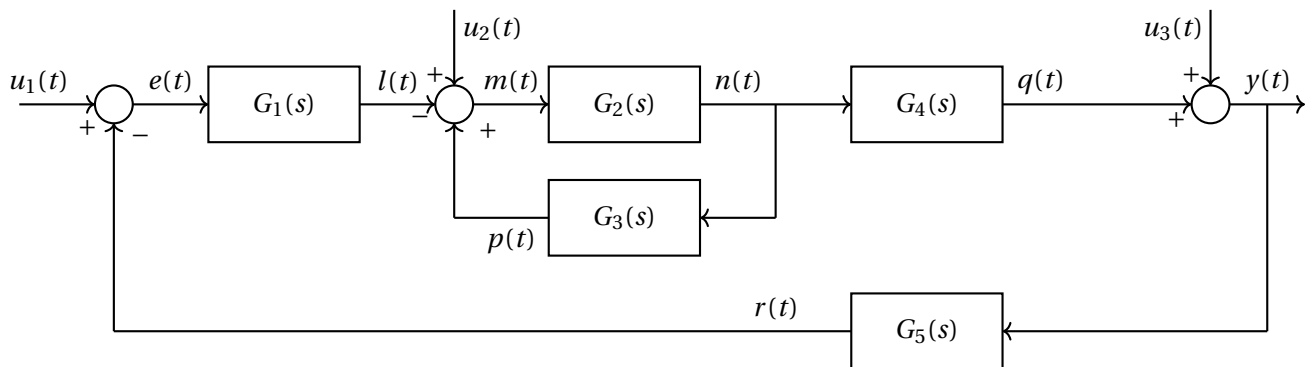 u₂(t)
u₃(t)
u₁(t)
e(t)
G₁(s)
l(t)
+
m(t)
G₂(s)
n(t)
G₄(s)
q(t)
+
y(t)
+
−
−
+
+
G₃(s)
p(t)
r(t)
G₅(s)